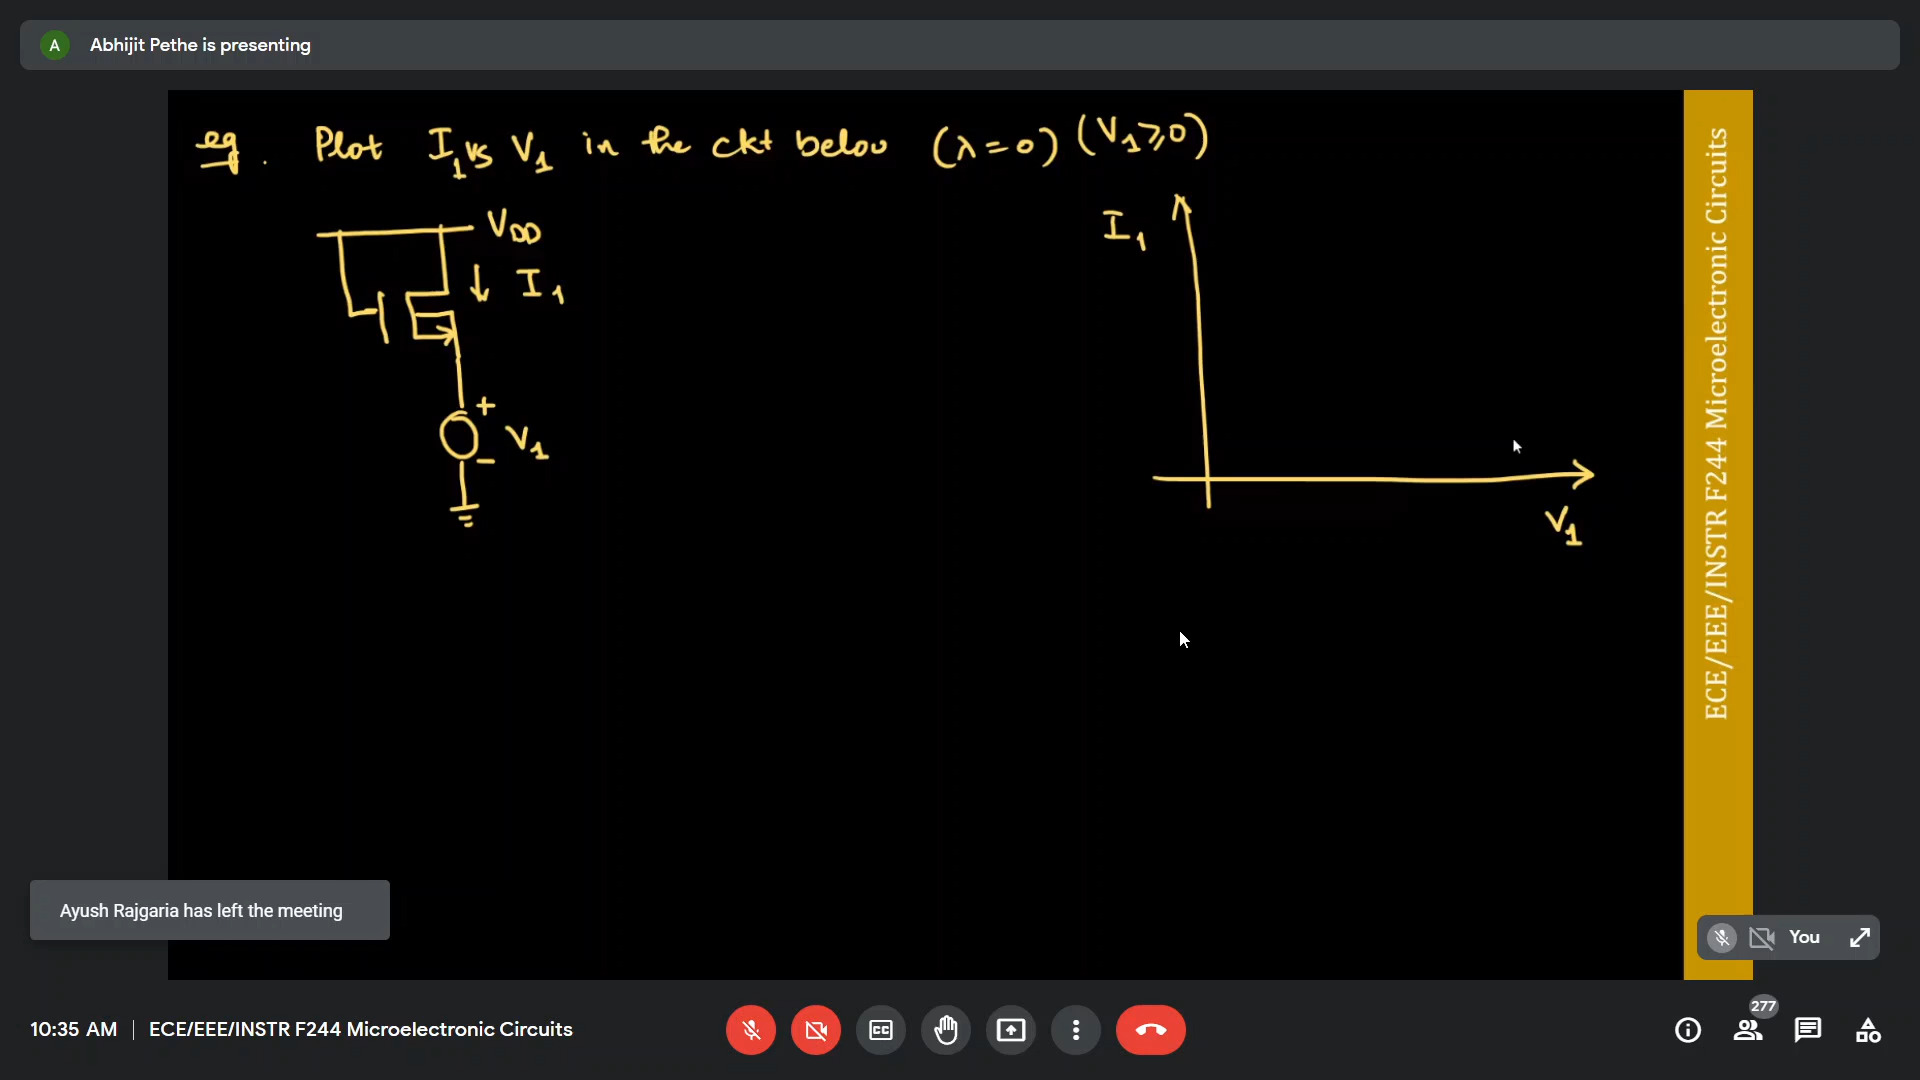 A Abhijit Pethe is presenting
eg. Plot I1 vs V1 in the ckt below (λ=0) (V1≥0)
VDD
I1
+
V1
-
I1
V1
ECE/EEE/INSTR F244 Microelectronic Circuits
Ayush Rajgaria has left the meeting
You
10:35 AM | ECE/EEE/INSTR F244 Microelectronic Circuits
CC
277